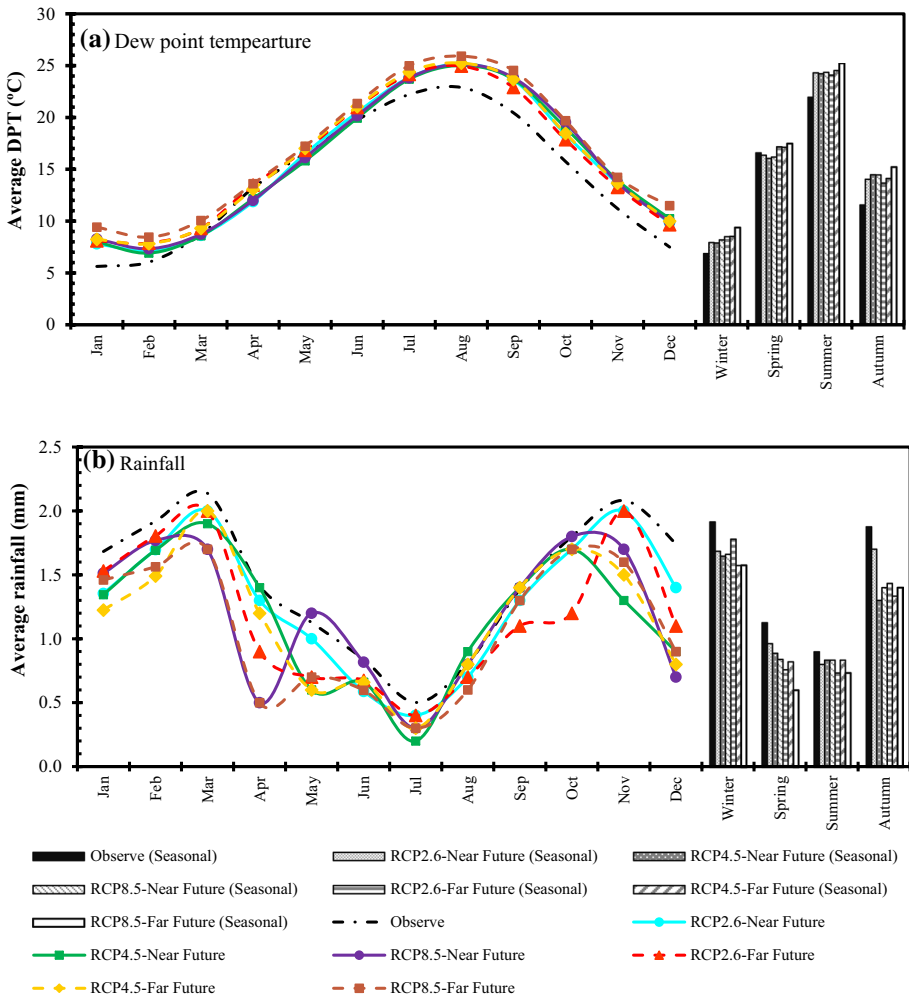 (a) Dew point tempearture
Average DPT (°C)
30
25
20
15
10
5
0
Jan
Feb
Mar
Apr
May
Jun
Jul
Aug
Sep
Oct
Nov
Dec
Winter
Spring
Summer
Autumn
(b) Rainfall
Average rainfall (mm)
2.5
2.0
1.5
1.0
0.5
0.0
Jan
Feb
Mar
Apr
May
Jun
Jul
Aug
Sep
Oct
Nov
Dec
Winter
Spring
Summer
Autumn
Observe (Seasonal)
RCP2.6-Near Future (Seasonal)
RCP4.5-Near Future (Seasonal)
RCP8.5-Near Future (Seasonal)
RCP2.6-Far Future (Seasonal)
RCP4.5-Far Future (Seasonal)
RCP8.5-Far Future (Seasonal)
Observe
RCP2.6-Near Future
RCP4.5-Near Future
RCP8.5-Near Future
RCP2.6-Far Future
RCP4.5-Far Future
RCP8.5-Far Future